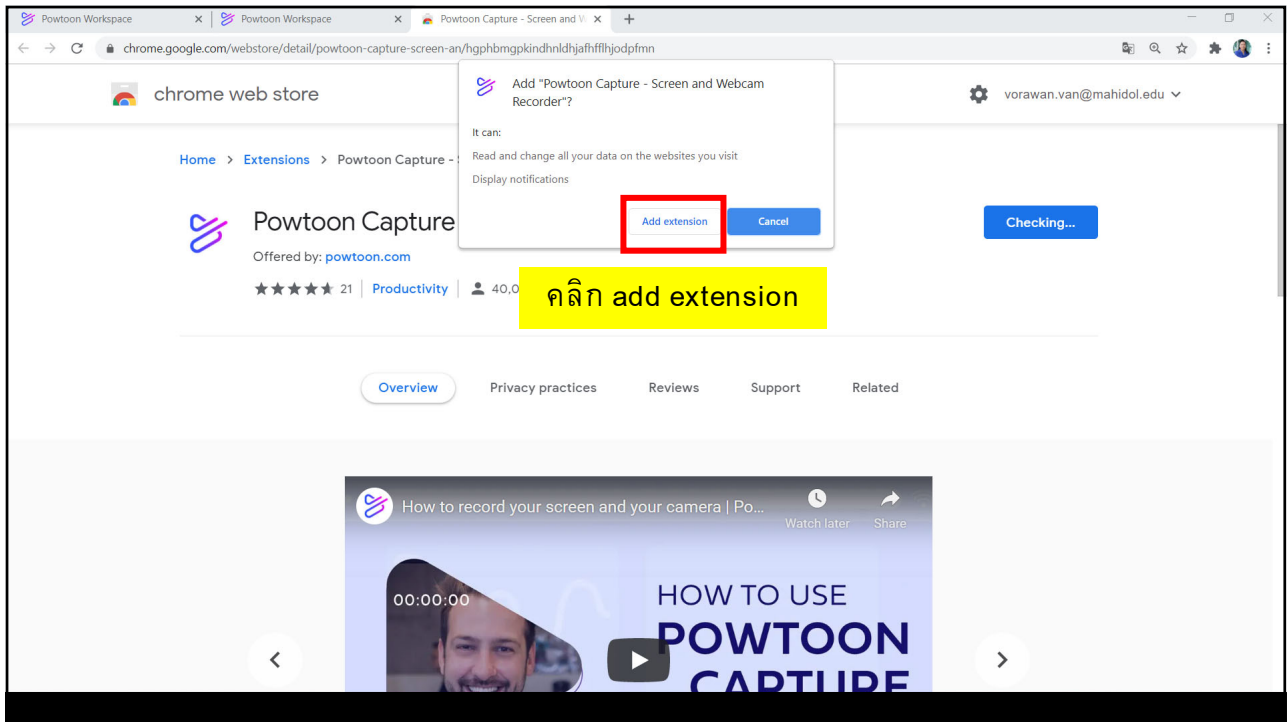 Powtoon Workspace
Powtoon Workspace
Powtoon Capture - Screen and
chrome.google.com/webstore/detail/powtoon-capture-screen-an/hgphbmgpkindhnldhjafhfflhjodpfmn
chrome web store
vorawan.van@mahidol.edu
Add "Powtoon Capture - Screen and Webcam
Recorder"?
It can:
Read and change all your data on the websites you visit
Display notifications
Add extension
Cancel
Home > Extensions > Powtoon Capture -
Powtoon Capture
Checking...
Offered by: powtoon.com
21 | Productivity | 40,0
คลิก add extension
Overview
Privacy practices
Reviews
Support
Related
How to record your screen and your camera | Po...
Watch later
Share
00:00:00
HOW TO USE
POWTOON
CAPTURE